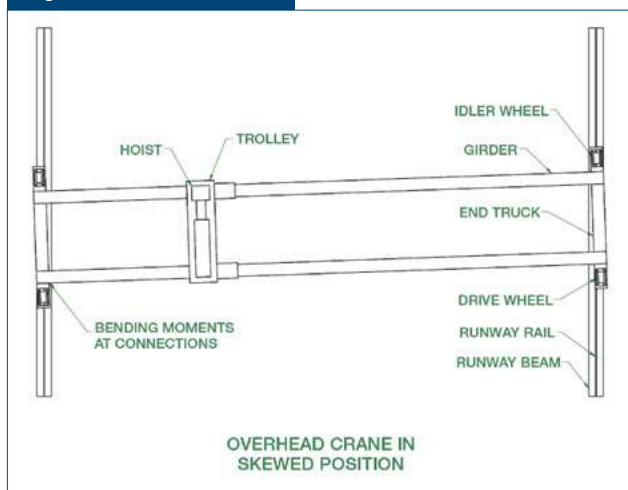 IDLER WHEEL
TROLLEY
HOIST
GIRDER
END TRUCK
DRIVE WHEEL
BENDING MOMENTS
AT CONNECTIONS
RUNWAY RAIL
RUNWAY BEAM
OVERHEAD CRANE IN
SKEWED POSITION